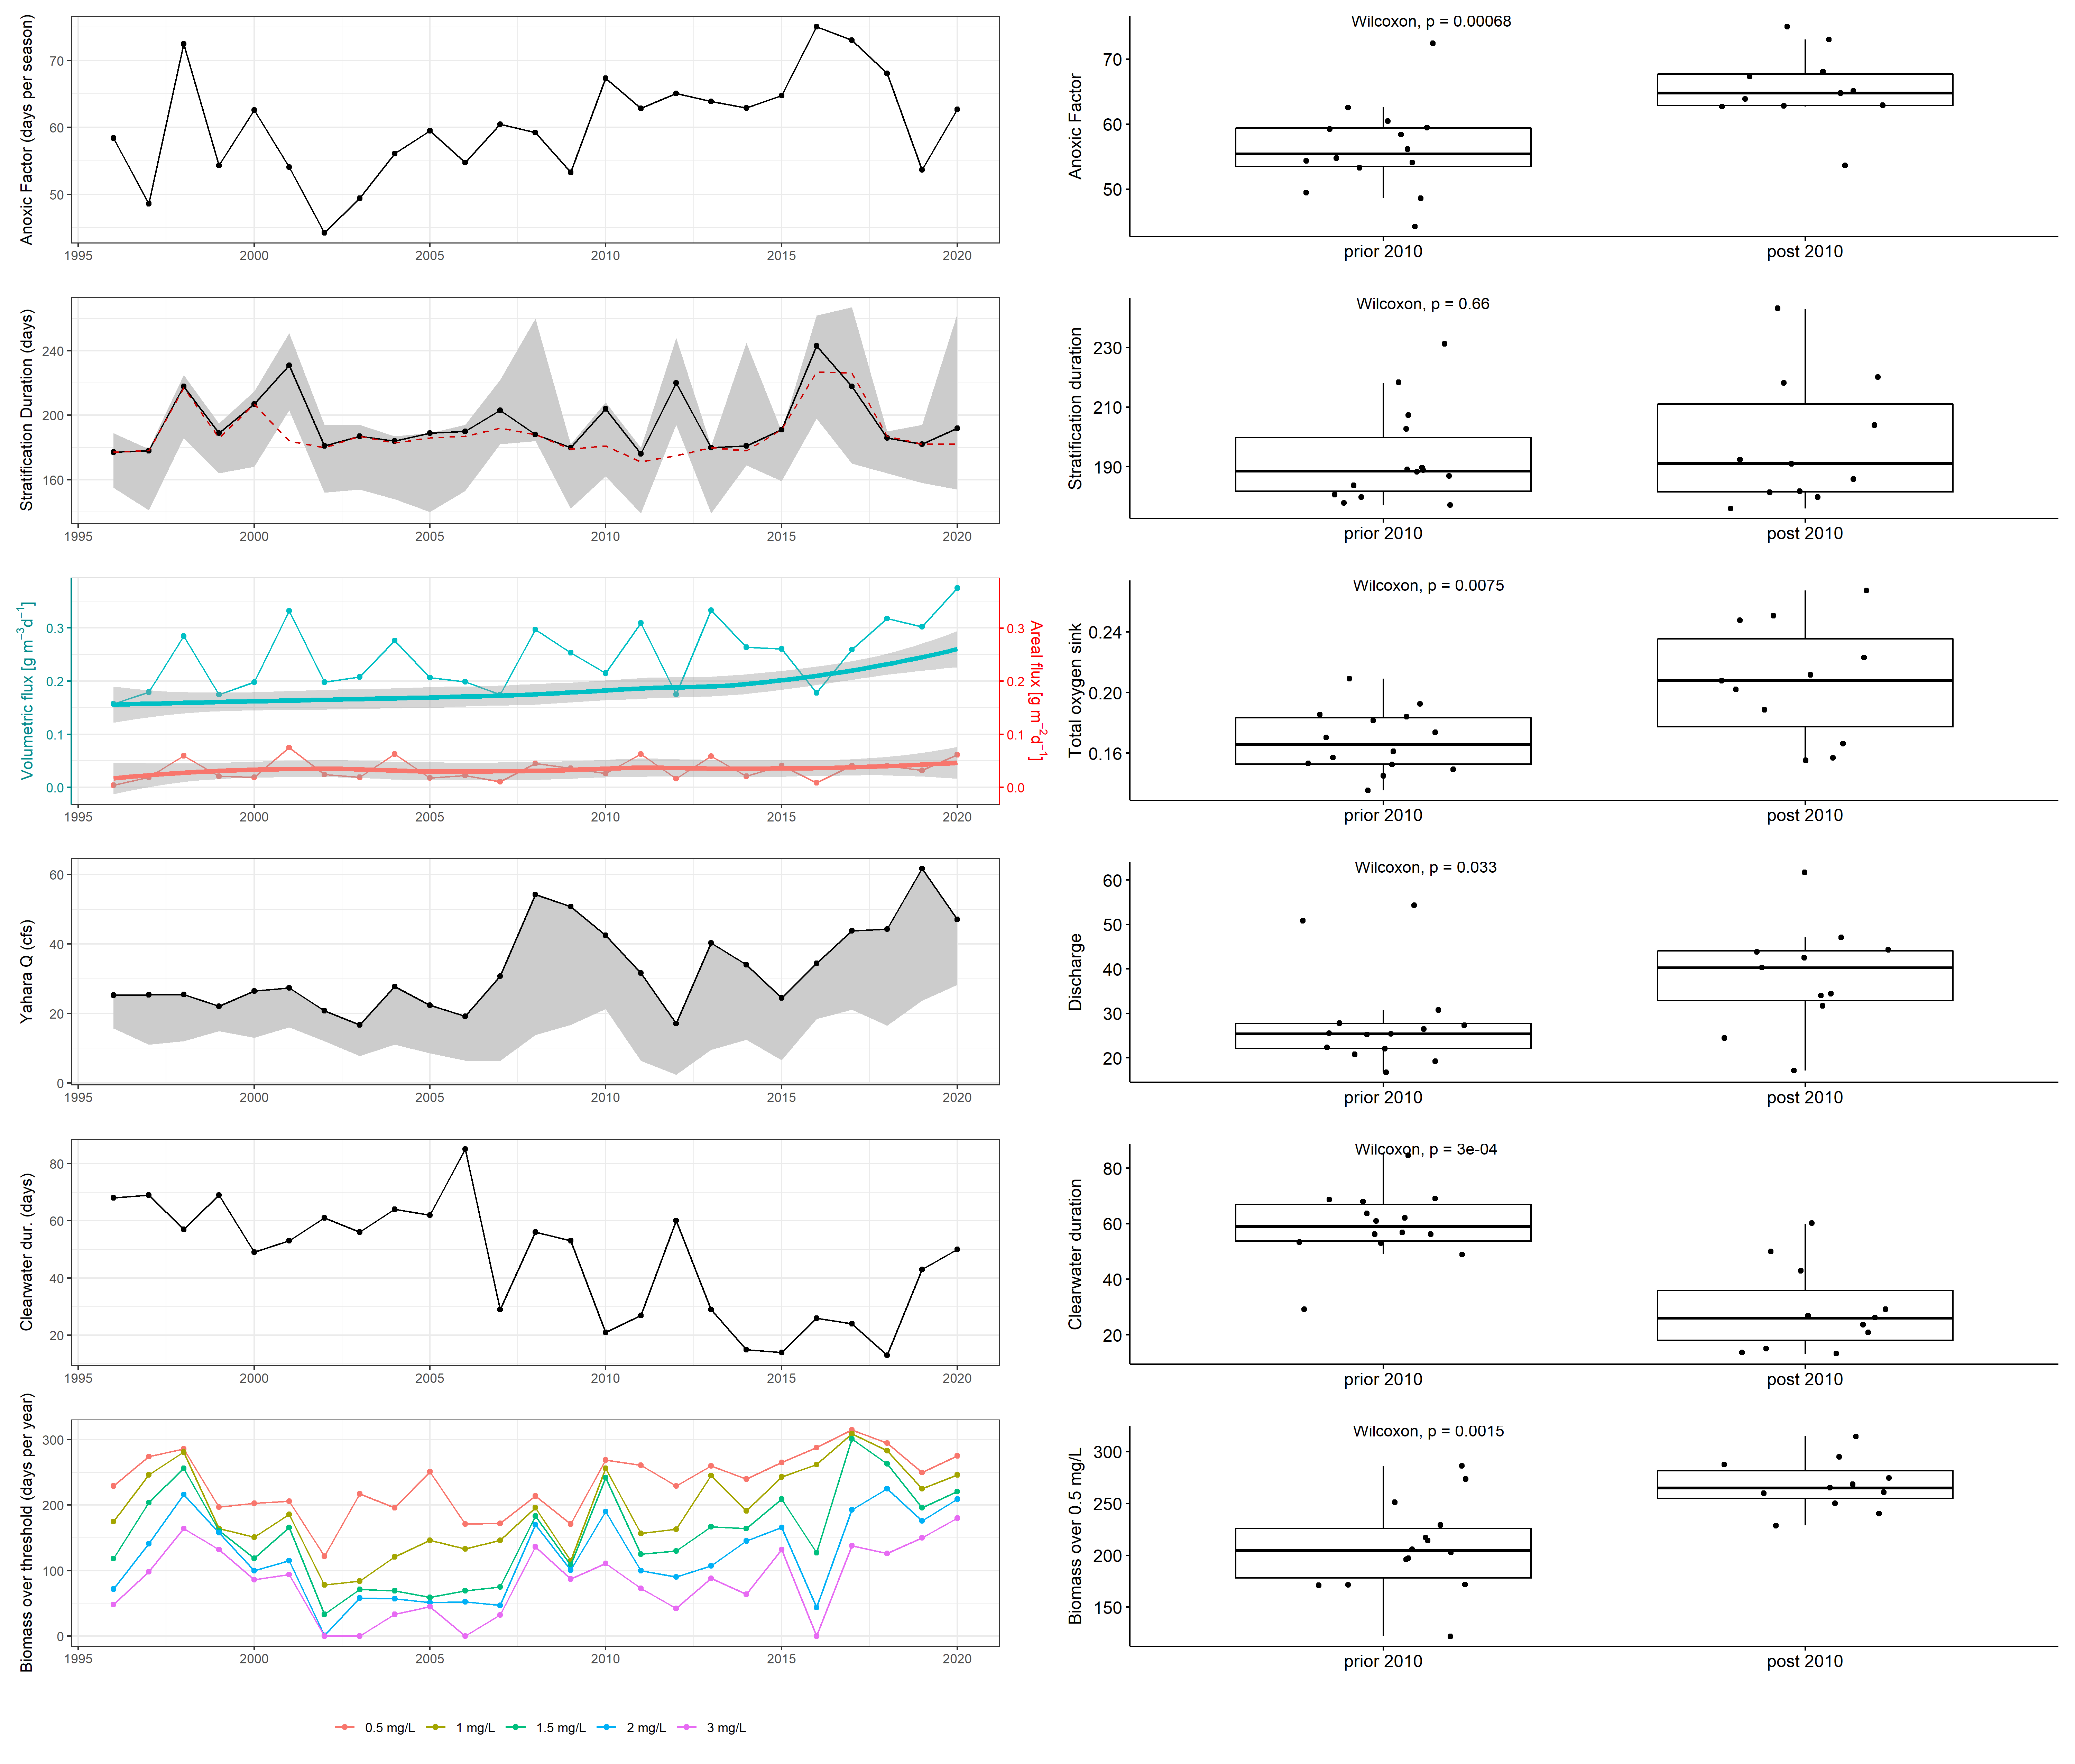 Anoxic Factor (days per season)
70
60
50
1995 2000 2005 2010 2015 2020
Wilcoxon, p = 0.00068
Anoxic Factor
70
60
50
prior 2010 post 2010
Stratification Duration (days)
240
200
160
1995 2000 2005 2010 2015 2020
Wilcoxon, p = 0.66
Stratification duration
230
210
190
prior 2010 post 2010
Volumetric flux [g m−3d−1]
0.3
0.2
0.1
0.0
Areal flux [g m−2d−1]
0.3
0.2
0.1
0.0
1995 2000 2005 2010 2015 2020
Wilcoxon, p = 0.0075
Total oxygen sink
0.24
0.20
0.16
prior 2010 post 2010
Yahara Q (cfs)
60
40
20
0
1995 2000 2005 2010 2015 2020
Wilcoxon, p = 0.033
Discharge
60
50
40
30
20
prior 2010 post 2010
Clearwater dur. (days)
80
60
40
20
1995 2000 2005 2010 2015 2020
Wilcoxon, p = 3e-04
Clearwater duration
80
60
40
20
prior 2010 post 2010
Biomass over threshold (days per year)
300
200
100
0
1995 2000 2005 2010 2015 2020
Wilcoxon, p = 0.0015
Biomass over 0.5 mg/L
300
250
200
150
prior 2010 post 2010
0.5 mg/L 1 mg/L 1.5 mg/L 2 mg/L 3 mg/L